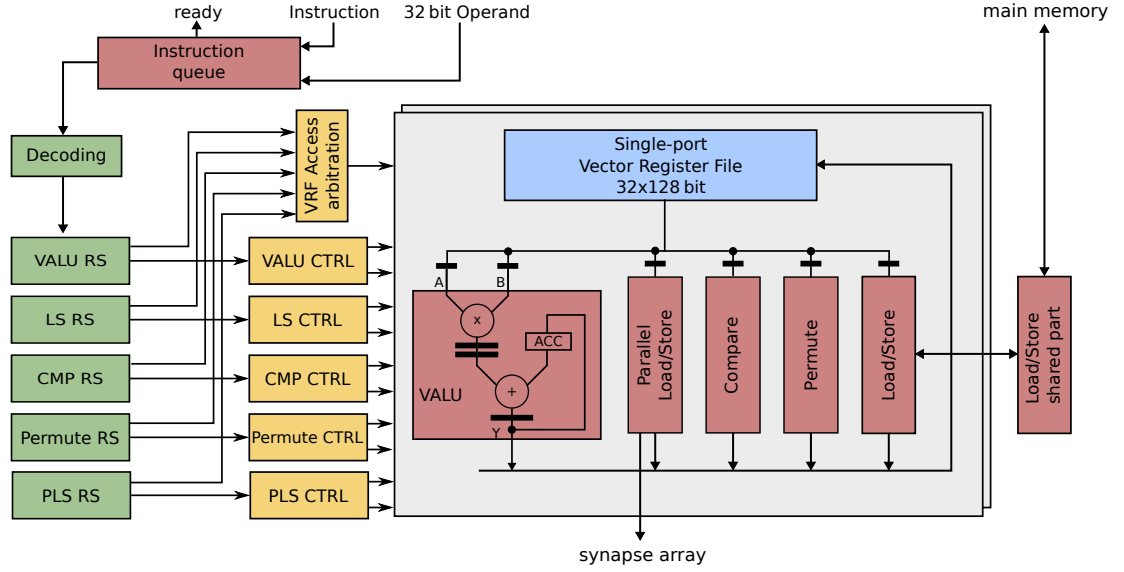 ready
Instruction
32 bit Operand
main memory
Instruction
queue
Decoding
VRF Access
arbitration
Single-port
Vector Register File
32x128 bit
VALU RS
VALU CTRL
LS RS
LS CTRL
CMP RS
CMP CTRL
Permute RS
Permute CTRL
PLS RS
PLS CTRL
A
B
x
ACC
+
VALU
Y
Parallel
Load/Store
Compare
Permute
Load/Store
Load/Store
shared part
synapse array